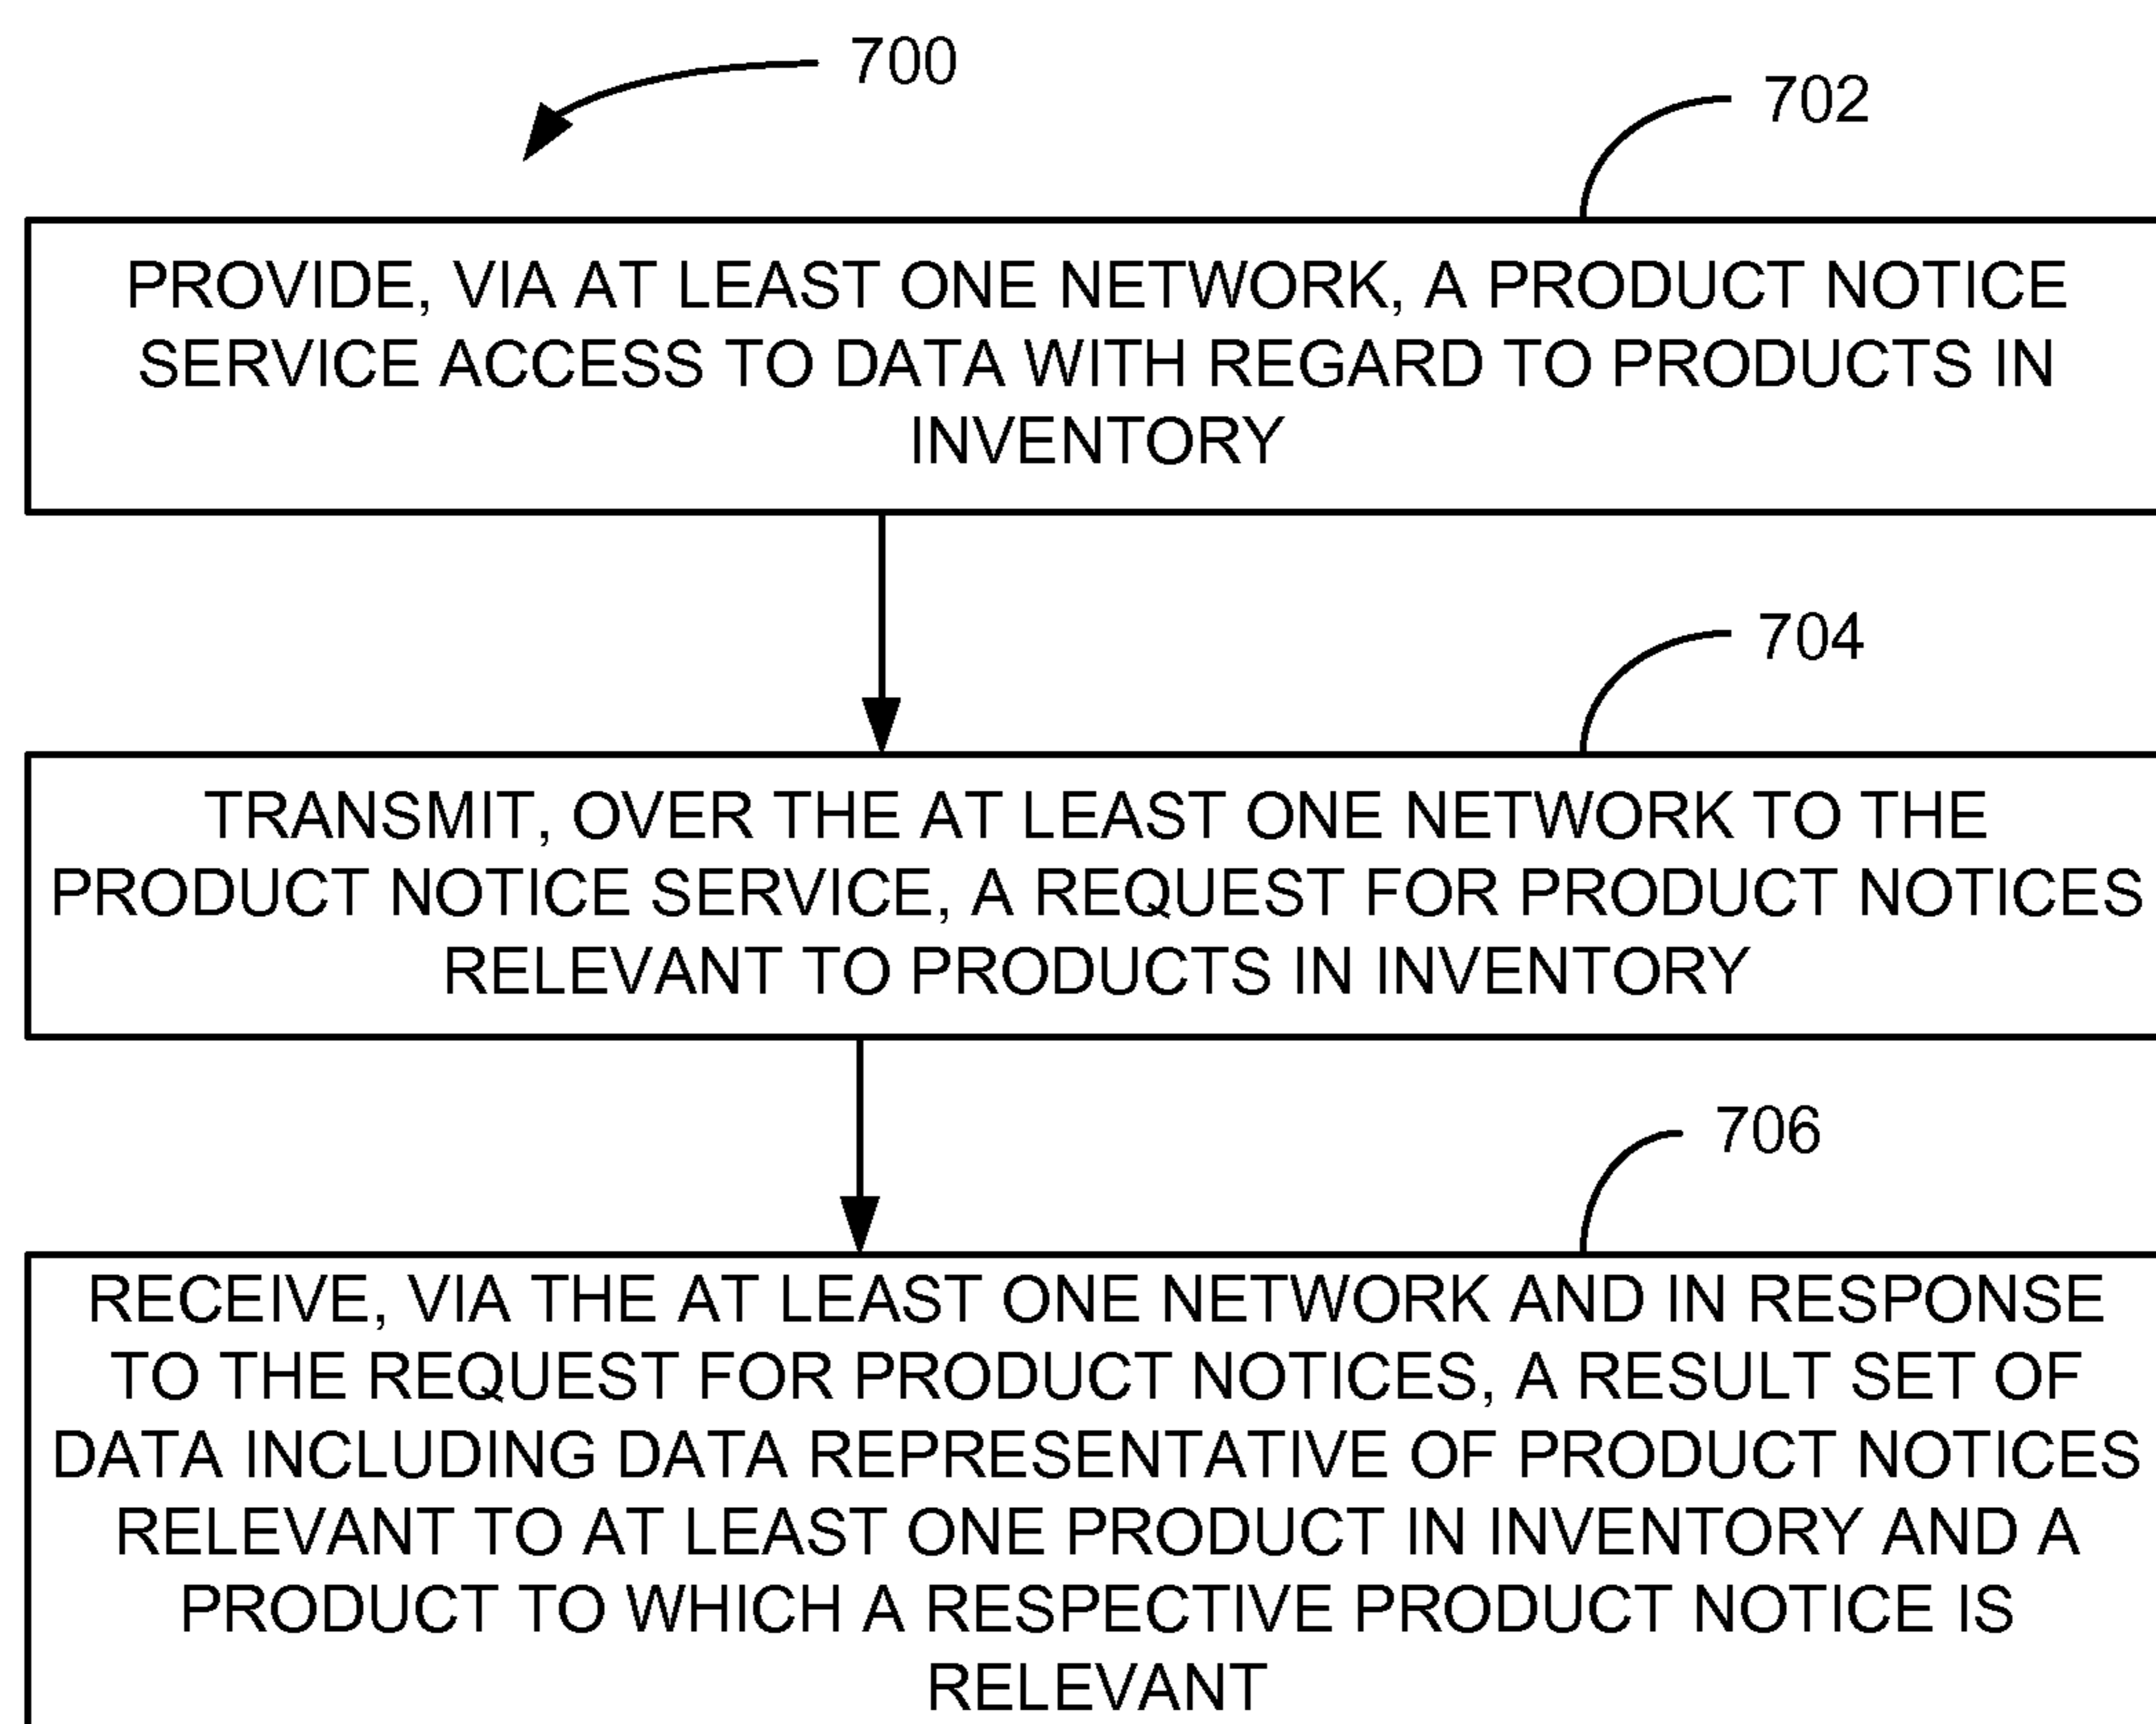 700
702
PROVIDE, VIA AT LEAST ONE NETWORK, A PRODUCT NOTICE
SERVICE ACCESS TO DATA WITH REGARD TO PRODUCTS IN
INVENTORY
704
TRANSMIT, OVER THE AT LEAST ONE NETWORK TO THE
PRODUCT NOTICE SERVICE, A REQUEST FOR PRODUCT NOTICES
RELEVANT TO PRODUCTS IN INVENTORY
706
RECEIVE, VIA THE AT LEAST ONE NETWORK AND IN RESPONSE
TO THE REQUEST FOR PRODUCT NOTICES, A RESULT SET OF
DATA INCLUDING DATA REPRESENTATIVE OF PRODUCT NOTICES
RELEVANT TO AT LEAST ONE PRODUCT IN INVENTORY AND A
PRODUCT TO WHICH A RESPECTIVE PRODUCT NOTICE IS
RELEVANT